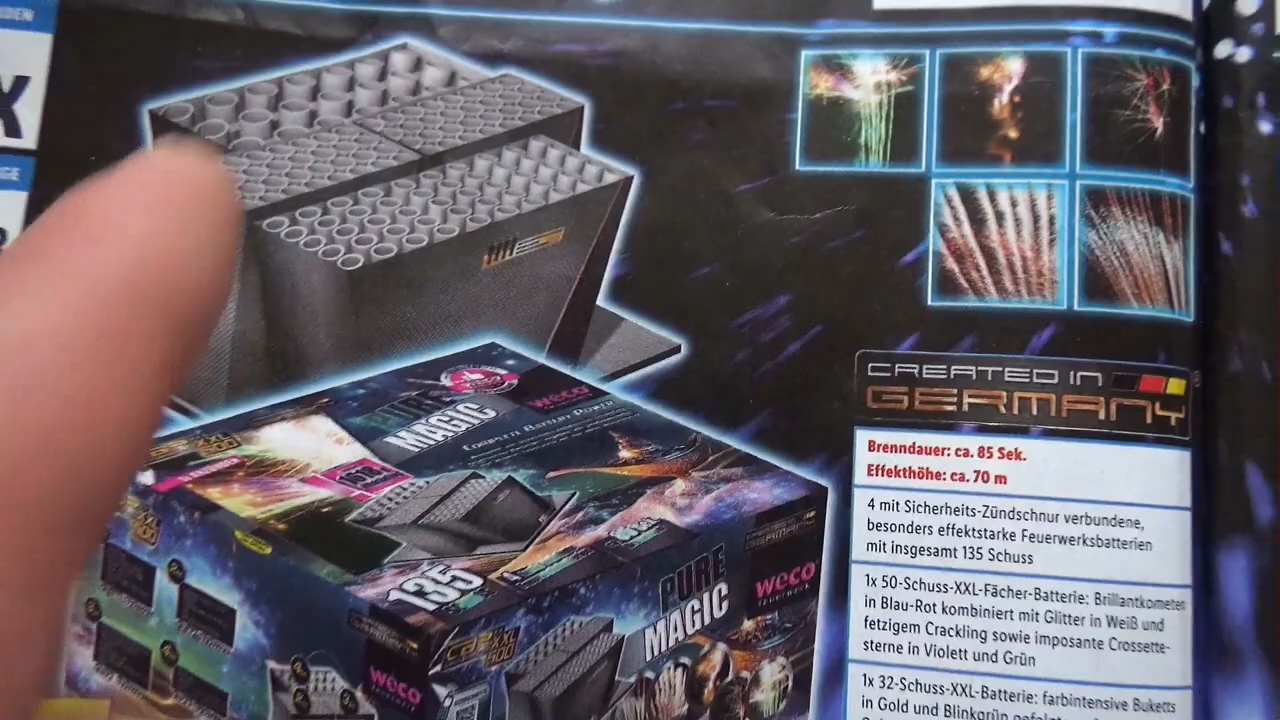 X
CREATED IN
GERMANY
Brenndauer: ca. 85 Sek.
Effekthöhe: ca. 70 m
4 mit Sicherheits-Zündschnur verbundene,
besonders effektstarke Feuerwerksbatterien
mit insgesamt 135 Schuss
1x 50-Schuss-XXL-Fächer-Batterie: Brillantkometen
in Blau-Rot kombiniert mit Glitter in Weiß und
fetzigem Crackling sowie imposante Crossette-
sterne in Violett und Grün
1x 32-Schuss-XXL-Batterie: farbintensive Buketts
in Gold und Blinkgrün
MAGIC
weco
COMPLETE BATTERY POWER
135
PURE
MAGIC
weco
GERMANY
weco